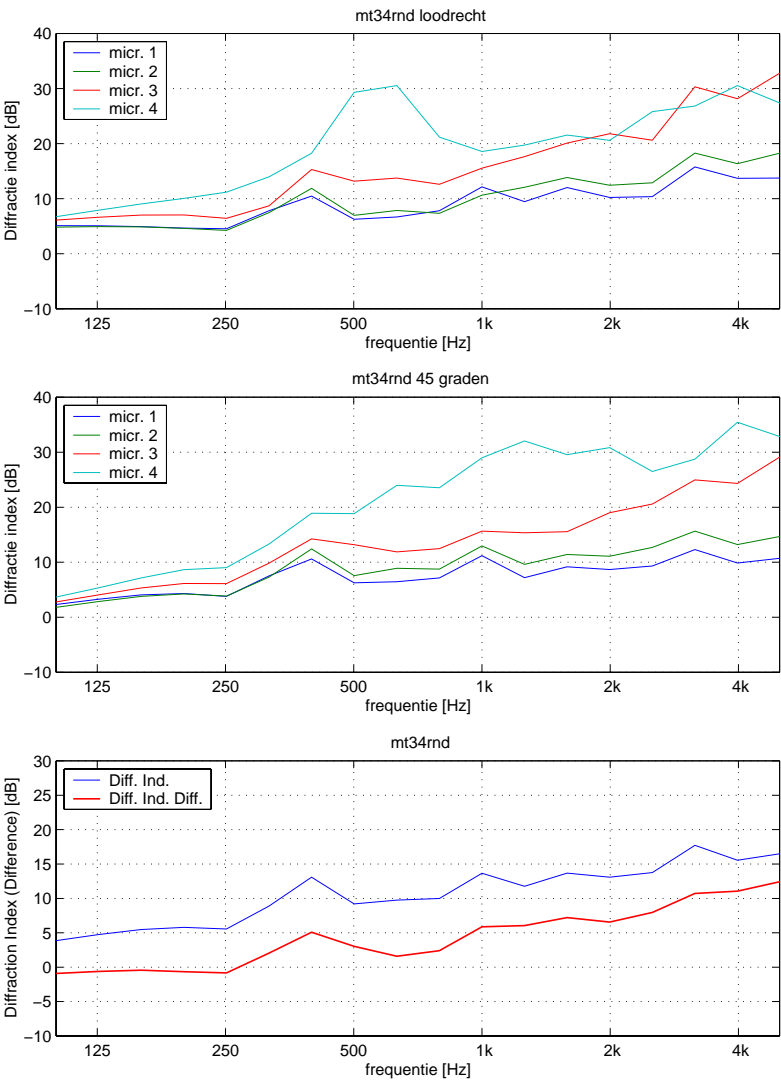 mt34rnd loodrecht
Diffractie index [dB]
40
30
20
10
0
−10
micr. 1
micr. 2
micr. 3
micr. 4
125 250 500 1k 2k 4k
frequentie [Hz]
mt34rnd 45 graden
Diffractie index [dB]
40
30
20
10
0
−10
micr. 1
micr. 2
micr. 3
micr. 4
125 250 500 1k 2k 4k
frequentie [Hz]
mt34rnd
Diffraction Index (Difference) [dB]
30
25
20
15
10
5
0
−5
−10
Diff. Ind.
Diff. Ind. Diff.
125 250 500 1k 2k 4k
frequentie [Hz]